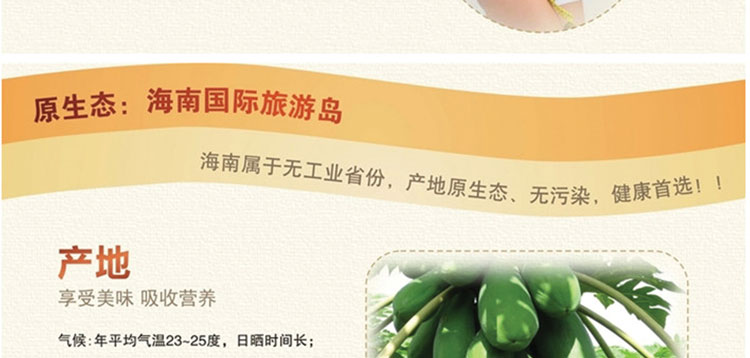 原生态：海南国际旅游岛
海南属于无工业省份，产地原生态、无污染，健康首选！！
产地
享受美味 吸收营养
气候：年平均气温23~25度，日晒时间长；